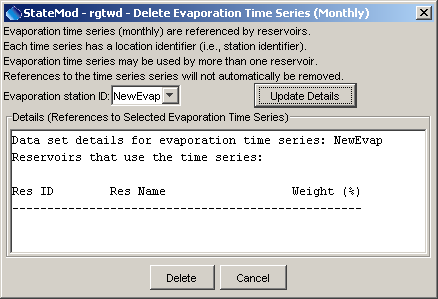 StateMod - rgtwd - Delete Evaporation Time Series (Monthly)
Evaporation time series (monthly) are referenced by reservoirs.
Each time series has a location identifier (i.e., station identifier).
Evaporation time series may be used by more than one reservoir.
References to the time series series will not automatically be removed.
Evaporation station ID: NewEvap Update Details
Details (References to Selected Evaporation Time Series)
Data set details for evaporation time series: NewEvap
Reservoirs that use the time series:
Res ID Res Name Weight (%)
--------------------------------------------------
Delete Cancel